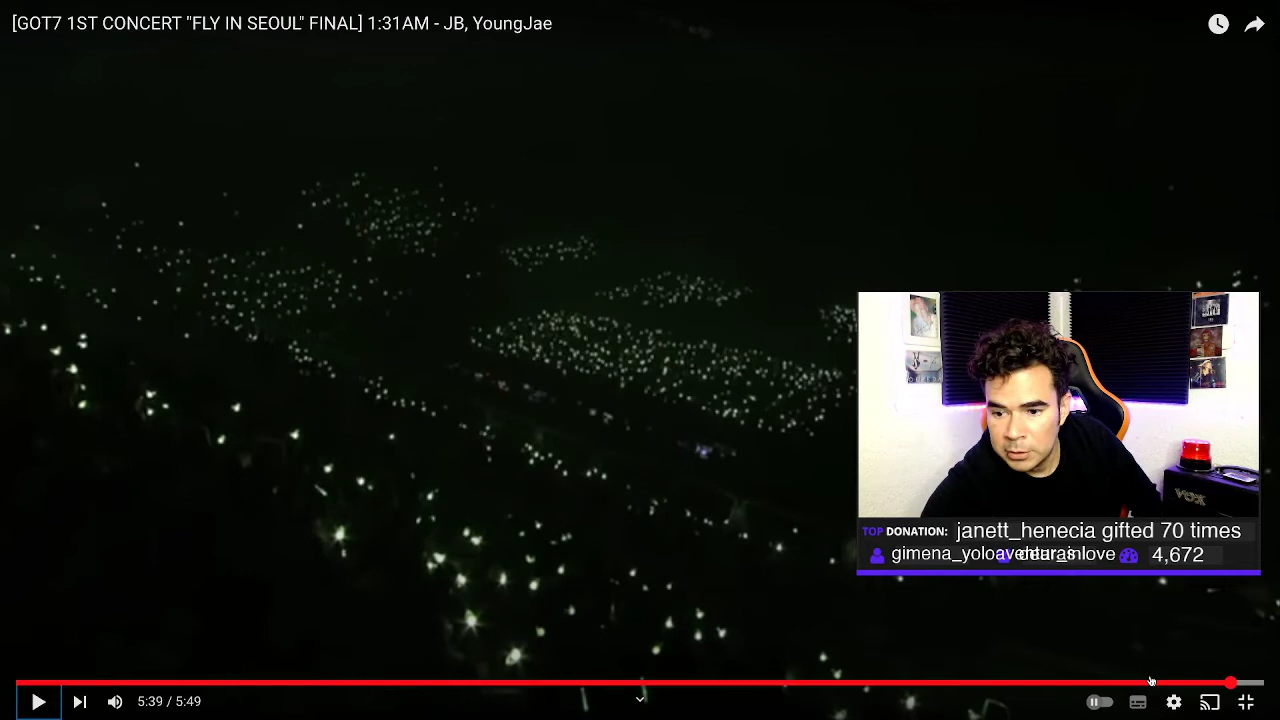 [GOT7 1ST CONCERT "FLY IN SEOUL" FINAL] 1:31AM - JB, YoungJae
VOX
TOP DONATION: janett_henecia gifted 70 times
4,672
5:39 / 5:49